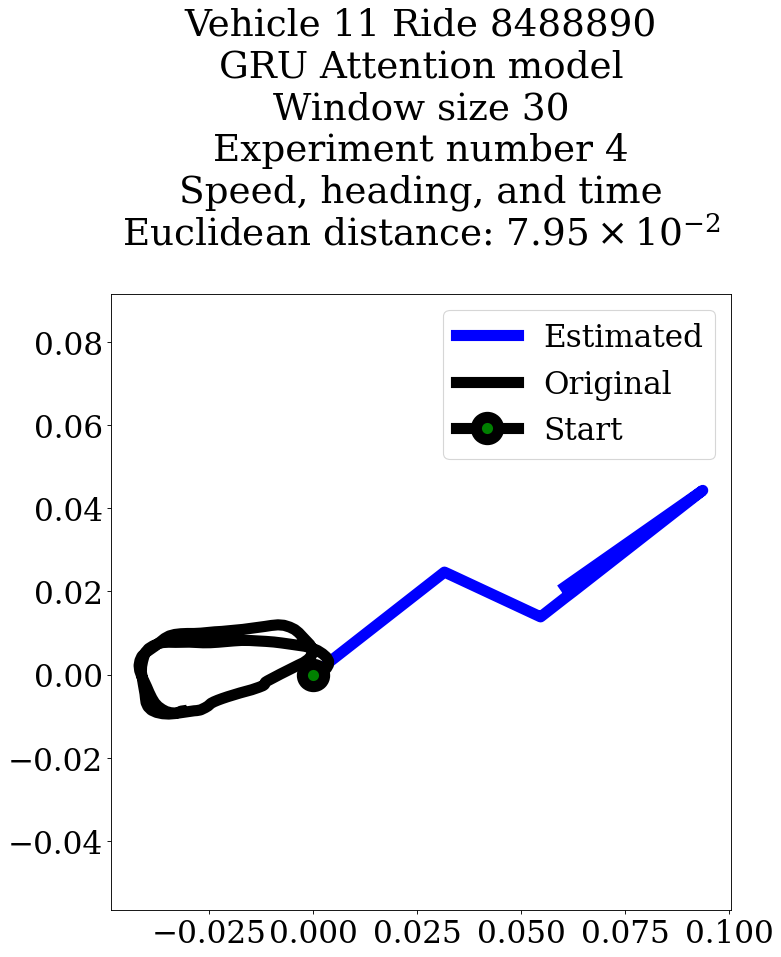 Vehicle 11 Ride 8488890
GRU Attention model
Window size 30
Experiment number 4
Speed, heading, and time
Euclidean distance: 7.95 × 10⁻²
Estimated
Original
Start
0.08
0.06
0.04
0.02
0.00
−0.02
−0.04
−0.025 0.000 0.025 0.050 0.075 0.100